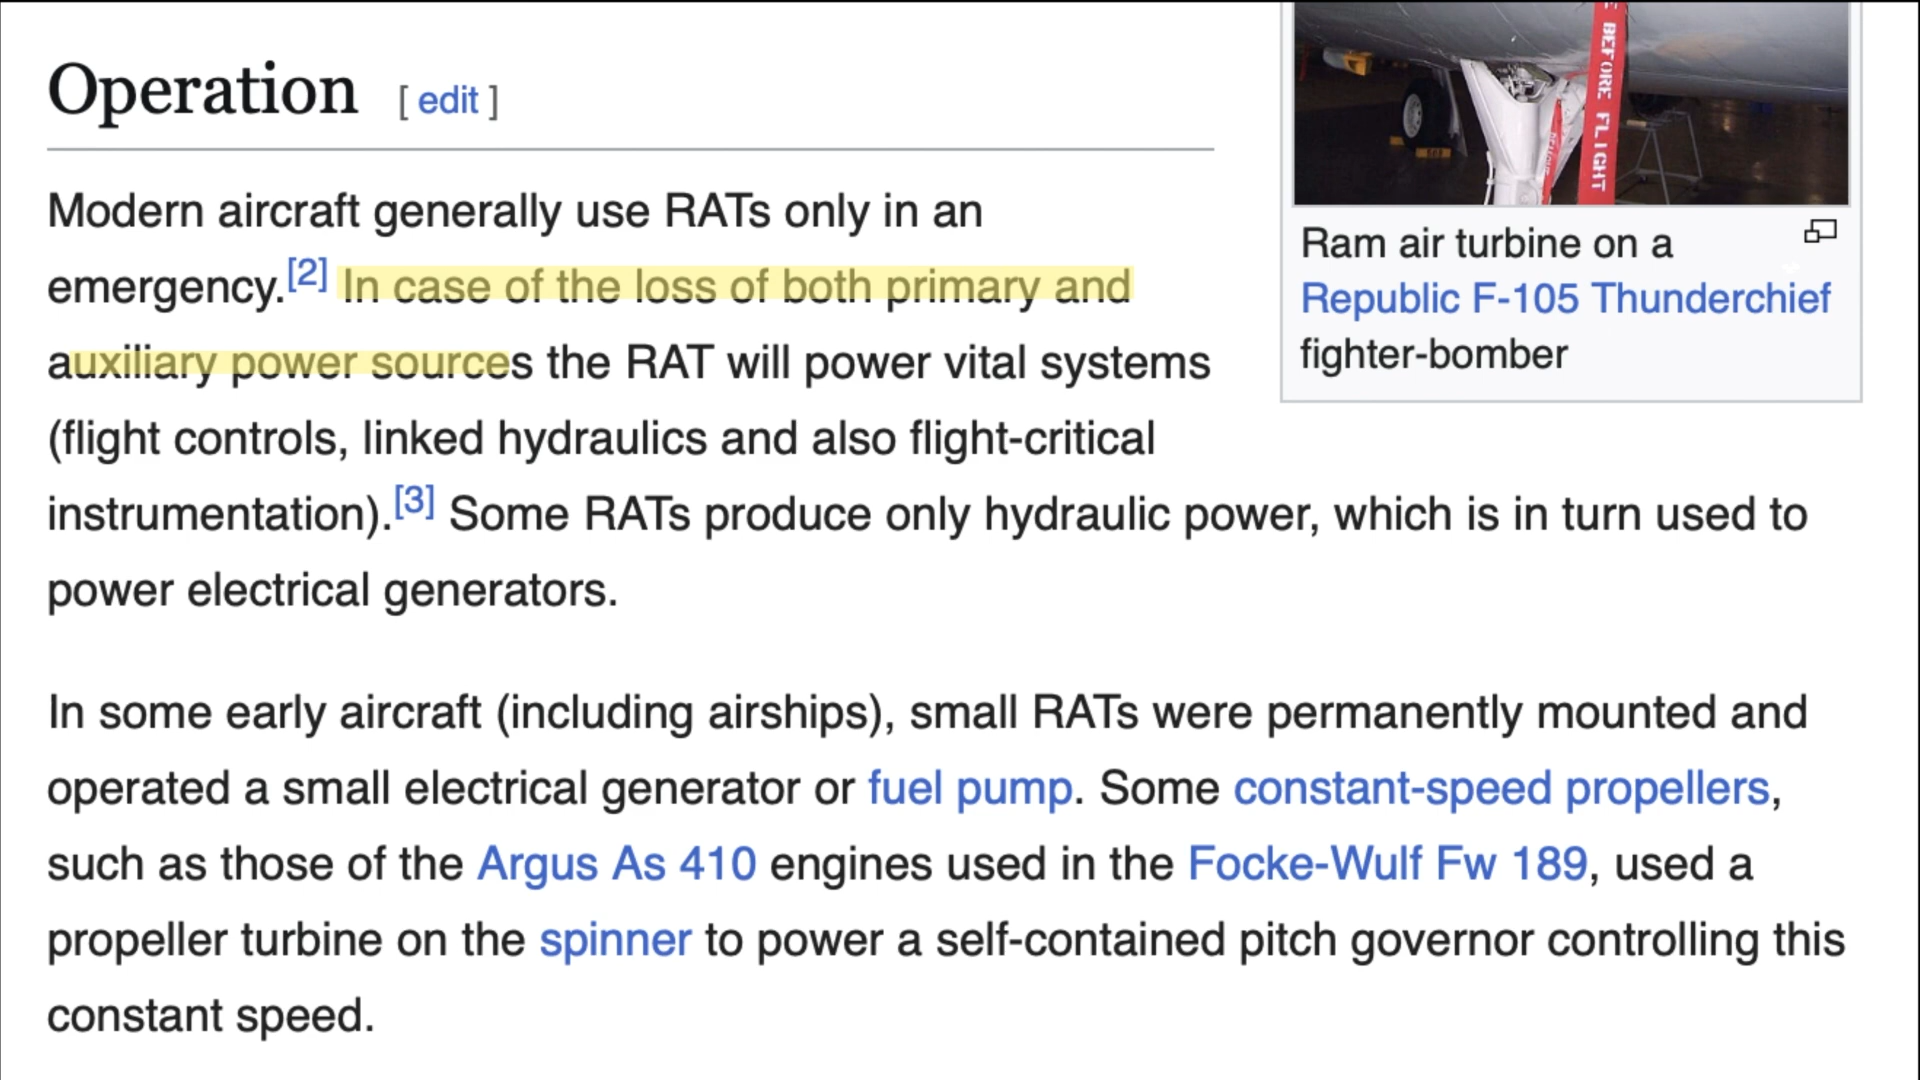 Operation [ edit ]
Modern aircraft generally use RATs only in an
emergency.[2] In case of the loss of both primary and
auxiliary power sources the RAT will power vital systems
(flight controls, linked hydraulics and also flight-critical
instrumentation).[3] Some RATs produce only hydraulic power, which is in turn used to
power electrical generators.
In some early aircraft (including airships), small RATs were permanently mounted and
operated a small electrical generator or fuel pump. Some constant-speed propellers,
such as those of the Argus As 410 engines used in the Focke-Wulf Fw 189, used a
propeller turbine on the spinner to power a self-contained pitch governor controlling this
constant speed.
BEFORE FLIGHT
Ram air turbine on a
Republic F-105 Thunderchief
fighter-bomber